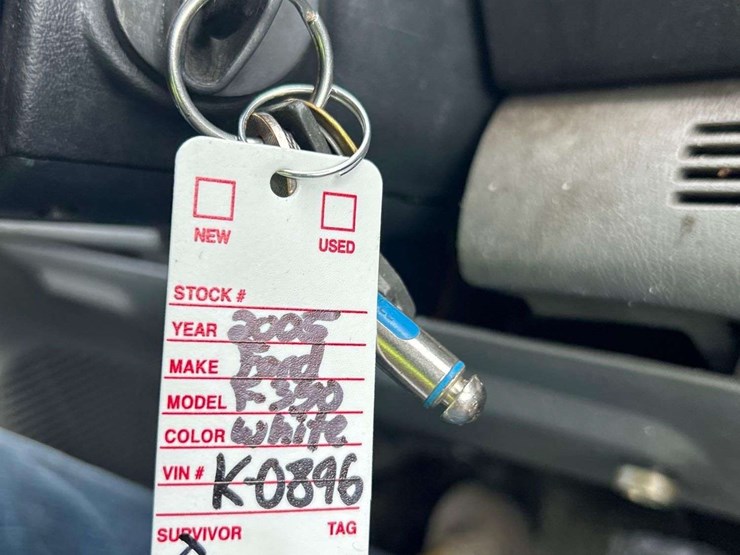 NEW USED
STOCK #
YEAR 2005
MAKE Ford
MODEL F-350
COLOR white
VIN # K-0896
SURVIVOR TAG